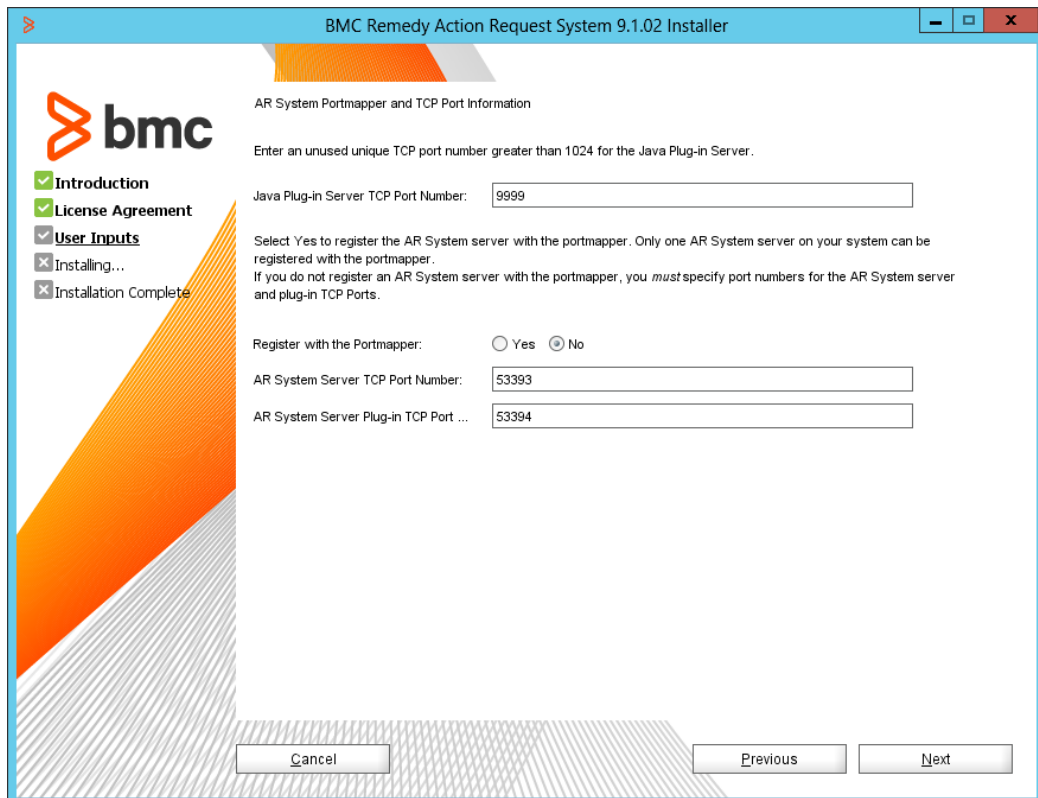 BMC Remedy Action Request System 9.1.02 Installer
bmc
Introduction
License Agreement
User Inputs
Installing...
Installation Complete
AR System Portmapper and TCP Port Information
Enter an unused unique TCP port number greater than 1024 for the Java Plug-in Server.
Java Plug-in Server TCP Port Number: 9999
Select Yes to register the AR System server with the portmapper. Only one AR System server on your system can be
registered with the portmapper.
If you do not register an AR System server with the portmapper, you must specify port numbers for the AR System server
and plug-in TCP Ports.
Register with the Portmapper: Yes No
AR System Server TCP Port Number: 53393
AR System Server Plug-in TCP Port ... 53394
Cancel Previous Next